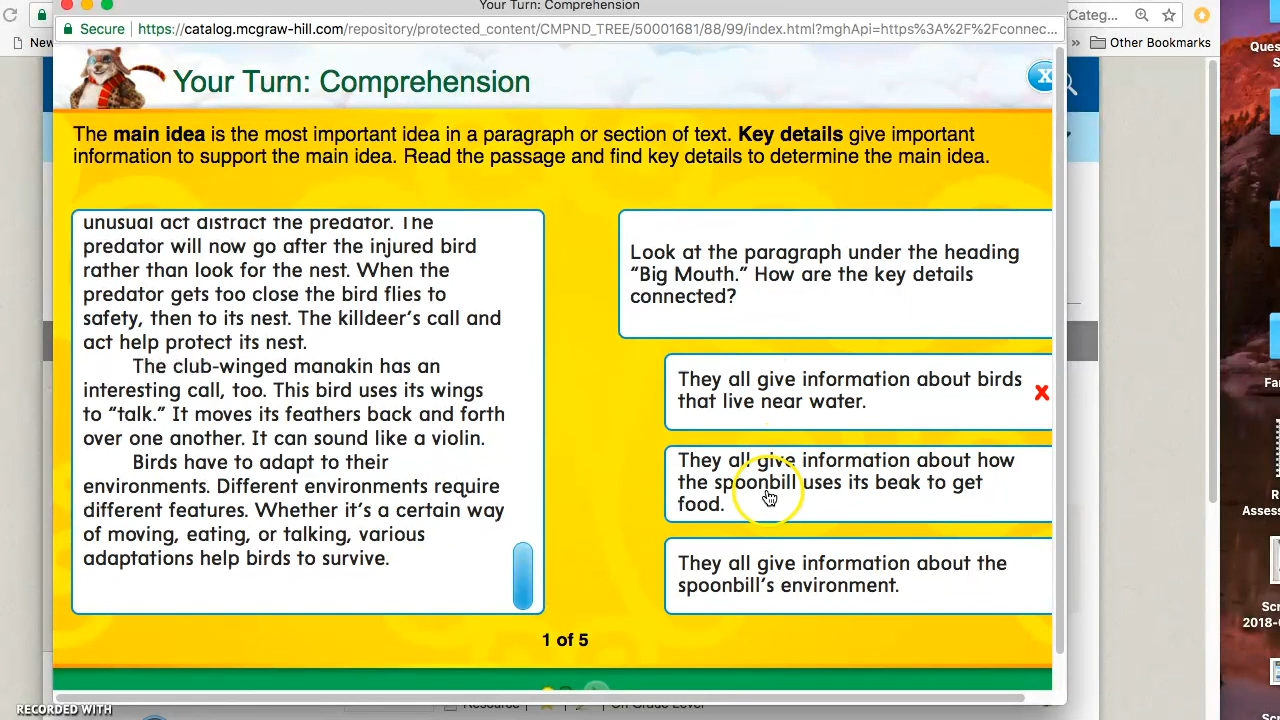 Your Turn: Comprehension
Secure https://catalog.mcgraw-hill.com/repository/protected_content/CMPND_TREE/50001681/88/99/index.html?mghApi=https%3A%2F%2Fconnec...
:Categ...
New
» Other Bookmarks
Ques
S
Your Turn: Comprehension
X
The main idea is the most important idea in a paragraph or section of text. Key details give important
information to support the main idea. Read the passage and find key details to determine the main idea.
unusual act distract the predator. The
predator will now go after the injured bird
rather than look for the nest. When the
predator gets too close the bird flies to
safety, then to its nest. The killdeer's call and
act help protect its nest.
The club-winged manakin has an
interesting call, too. This bird uses its wings
to “talk.” It moves its feathers back and forth
over one another. It can sound like a violin.
Birds have to adapt to their
environments. Different environments require
different features. Whether it's a certain way
of moving, eating, or talking, various
adaptations help birds to survive.
Look at the paragraph under the heading
“Big Mouth.” How are the key details
connected?
They all give information about birds
that live near water.
They all give information about how
the spoonbill uses its beak to get
food.
They all give information about the
spoonbill's environment.
1 of 5
Fa
R
Assess
Scr
2018-
Scr
RECORDED WITH